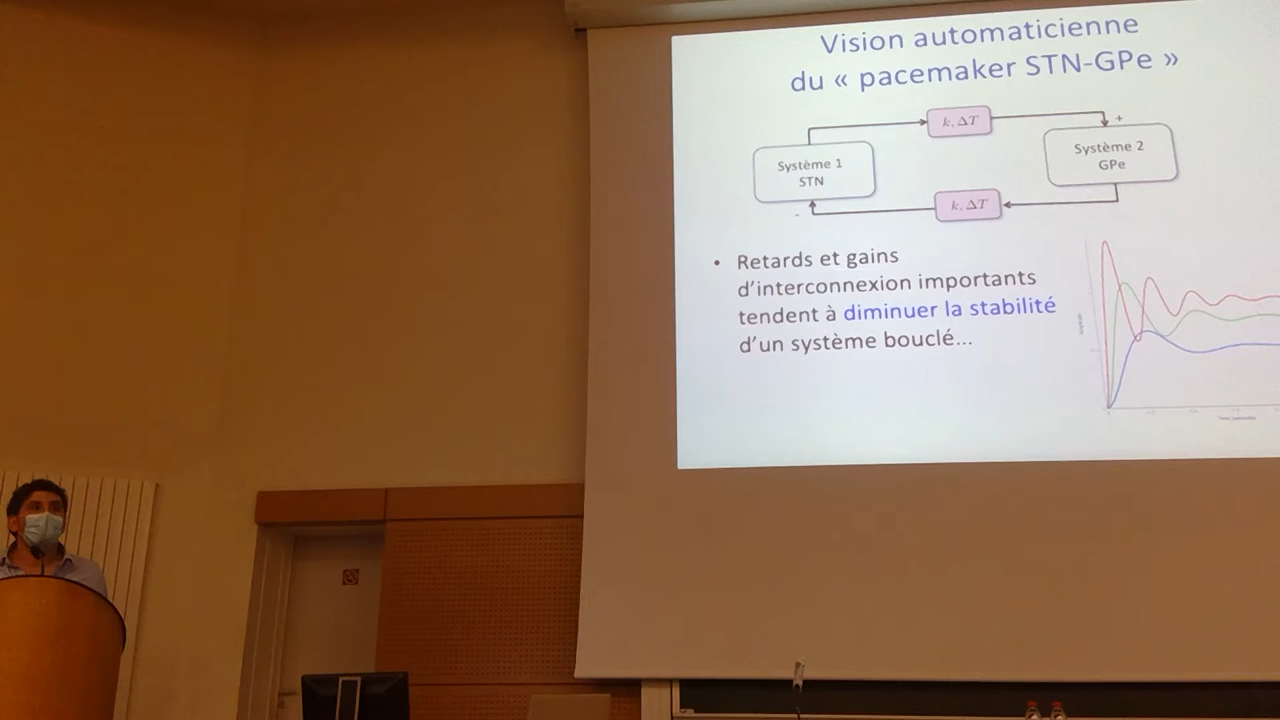 Vision automaticienne
du « pacemaker STN-GPe »
k, ΔT
+
Système 1
STN
Système 2
GPe
k, ΔT
-
• Retards et gains
d'interconnexion importants
tendent à diminuer la stabilité
d'un système bouclé...